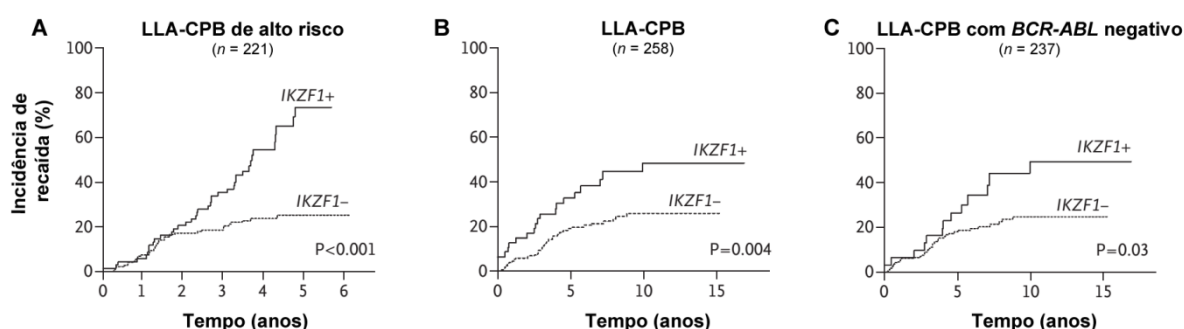 A
LLA-CPB de alto risco
(n = 221)
Incidência de
recaída (%)
100
80
60
40
20
0
IKZF1+
IKZF1–
P<0.001
0 1 2 3 4 5 6
Tempo (anos)
B
LLA-CPB
(n = 258)
100
80
60
40
20
0
IKZF1+
IKZF1–
P=0.004
0 5 10 15
Tempo (anos)
C
LLA-CPB com BCR-ABL negativo
(n = 237)
100
80
60
40
20
0
IKZF1+
IKZF1–
P=0.03
0 5 10 15
Tempo (anos)